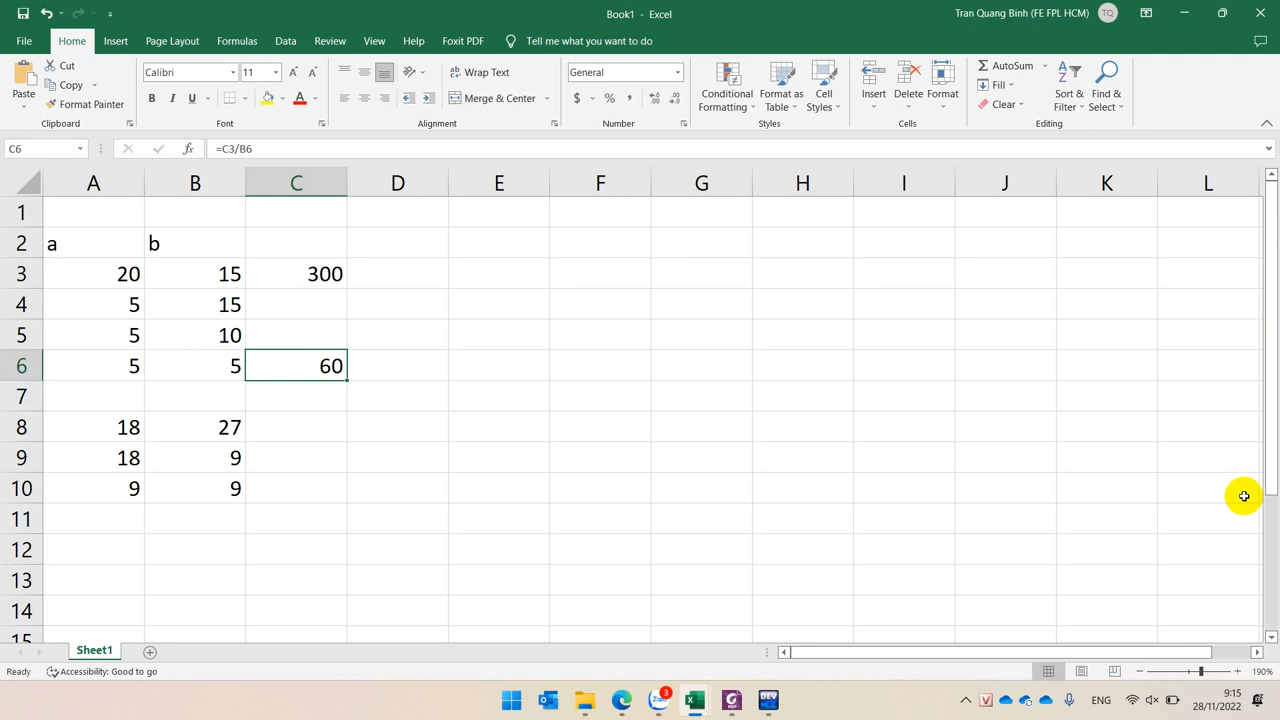 Book1 - Excel
Tran Quang Binh (FE FPL HCM) TQ
File Home Insert Page Layout Formulas Data Review View Help Foxit PDF Tell me what you want to do
Cut
Copy
Format Painter
Paste
Clipboard
Calibri 11
B I U A
Font
Wrap Text
Merge & Center
Alignment
General
$ % ,
Number
Conditional Formatting
Format as Table
Cell Styles
Styles
Insert Delete Format
Cells
AutoSum
Fill
Clear
Sort & Filter
Find & Select
Editing
C6 fx =C3/B6
A B C D E F G H I J K L
1
2 a b
3 20 15 300
4 5 15
5 5 10
6 5 5 60
7
8 18 27
9 18 9
10 9 9
11
12
13
14
15
Sheet1
Ready Accessibility: Good to go 190%
3 PDF DEV ENG 9:15
28/11/2022